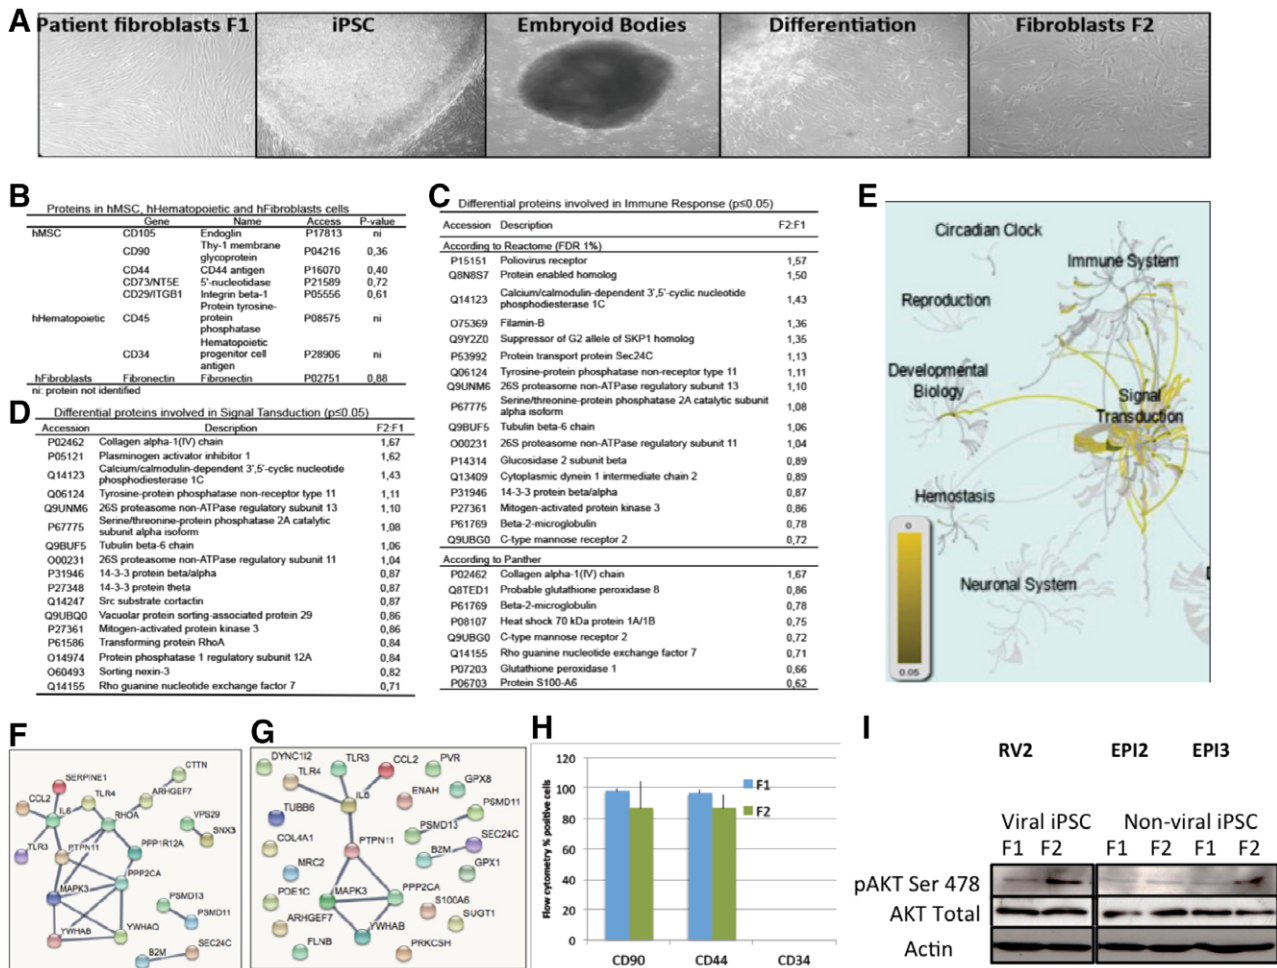 A
Patient fibroblasts F1
iPSC
Embryoid Bodies
Differentiation
Fibroblasts F2
B
Proteins in hMSC, hHematopoietic and hFibroblasts cells
Gene Name Access P-value
hMSC CD105 Endoglin P17813 ni
CD90 Thy-1 membrane glycoprotein P04216 0,36
CD44 CD44 antigen P16070 0,40
CD73/NT5E 5'-nucleotidase P21589 0,72
CD29/ITGB1 Integrin beta-1 P05556 0,61
hHematopoietic CD45 Protein tyrosine-protein phosphatase P08575 ni
CD34 Hematopoietic progenitor cell antigen P28906 ni
hFibroblasts Fibronectin Fibronectin P02751 0,88
ni: protein not identified
C
Differential proteins involved in Immune Response (p≤0.05)
Accession Description F2:F1
According to Reactome (FDR 1%)
P15151 Poliovirus receptor 1,57
Q8N8S7 Protein enabled homolog 1,50
Q14123 Calcium/calmodulin-dependent 3',5'-cyclic nucleotide phosphodiesterase 1C 1,43
O75369 Filamin-B 1,36
Q9Y2Z0 Suppressor of G2 allele of SKP1 homolog 1,35
P53992 Protein transport protein Sec24C 1,13
Q06124 Tyrosine-protein phosphatase non-receptor type 11 1,11
Q9UNM6 26S proteasome non-ATPase regulatory subunit 13 1,10
P67775 Serine/threonine-protein phosphatase 2A catalytic subunit alpha isoform 1,08
Q9BUF5 Tubulin beta-6 chain 1,06
O00231 26S proteasome non-ATPase regulatory subunit 11 1,04
P14314 Glucosidase 2 subunit beta 0,89
Q13409 Cytoplasmic dynein 1 intermediate chain 2 0,89
P31946 14-3-3 protein beta/alpha 0,87
P27361 Mitogen-activated protein kinase 3 0,86
P61769 Beta-2-microglobulin 0,78
Q9UBG0 C-type mannose receptor 2 0,72
According to Panther
P02462 Collagen alpha-1(IV) chain 1,67
Q8TED1 Probable glutathione peroxidase 8 0,86
P61769 Beta-2-microglobulin 0,78
P08107 Heat shock 70 kDa protein 1A/1B 0,75
Q9UBG0 C-type mannose receptor 2 0,72
Q14155 Rho guanine nucleotide exchange factor 7 0,71
P07203 Glutathione peroxidase 1 0,66
P06703 Protein S100-A6 0,62
D
Differential proteins involved in Signal Tansduction (p≤0.05)
Accession Description F2:F1
P02462 Collagen alpha-1(IV) chain 1,67
P05121 Plasminogen activator inhibitor 1 1,62
Q14123 Calcium/calmodulin-dependent 3',5'-cyclic nucleotide phosphodiesterase 1C 1,43
Q06124 Tyrosine-protein phosphatase non-receptor type 11 1,11
Q9UNM6 26S proteasome non-ATPase regulatory subunit 13 1,10
P67775 Serine/threonine-protein phosphatase 2A catalytic subunit alpha isoform 1,08
Q9BUF5 Tubulin beta-6 chain 1,06
O00231 26S proteasome non-ATPase regulatory subunit 11 1,04
P31946 14-3-3 protein beta/alpha 0,87
P27348 14-3-3 protein theta 0,87
Q14247 Src substrate cortactin 0,87
Q9UBQ0 Vacuolar protein sorting-associated protein 29 0,86
P27361 Mitogen-activated protein kinase 3 0,86
P61586 Transforming protein RhoA 0,84
O14974 Protein phosphatase 1 regulatory subunit 12A 0,84
O60493 Sorting nexin-3 0,82
Q14155 Rho guanine nucleotide exchange factor 7 0,71
E
Circadian Clock
Immune System
Reproduction
Developmental
Biology
Signal
Transduction
Hemostasis
Neuronal System
0
0.05
F
CTTN
SERPINE1
ARHGEF7
CCL2
TLR4
IL6
RHOA
VPS29
SNX3
TLR3
PTPN11
PPP1R12A
PPP2CA
MAPK3
PSMD13
PSMD11
YWHAB
YWHAQ
B2M
SEC24C
G
DYNC1I2
TLR3
CCL2
PVR
TLR4
GPX8
IL6
ENAH
PSMD11
TUBB6
PSMD13
COL4A1
PTPN11
SEC24C
B2M
MRC2
GPX1
PDE1C
MAPK3
PPP2CA
S100A6
ARHGEF7
YWHAB
SUGT1
FLNB
PRKCSH
H
Flow cytometry % positive cells
120
100
80
60
40
20
0
F1
F2
CD90 CD44 CD34
I
RV2 EPI2 EPI3
Viral iPSC Non-viral iPSC
F1 F2 F1 F2 F1 F2
pAKT Ser 478
AKT Total
Actin